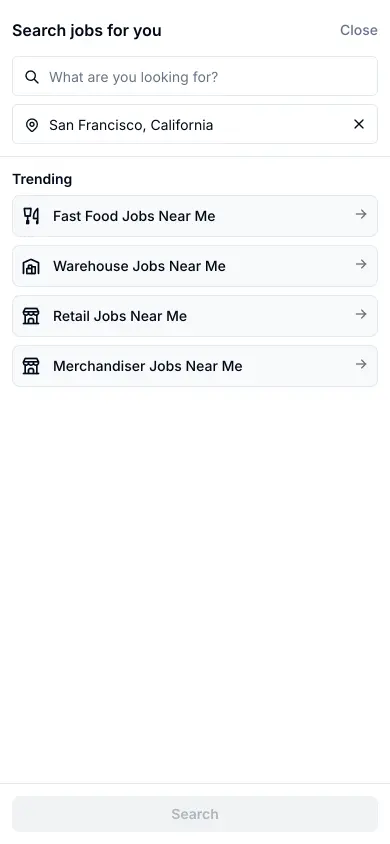 Search jobs for you
Close
What are you looking for?
San Francisco, California
Trending
Fast Food Jobs Near Me
Warehouse Jobs Near Me
Retail Jobs Near Me
Merchandiser Jobs Near Me
Search